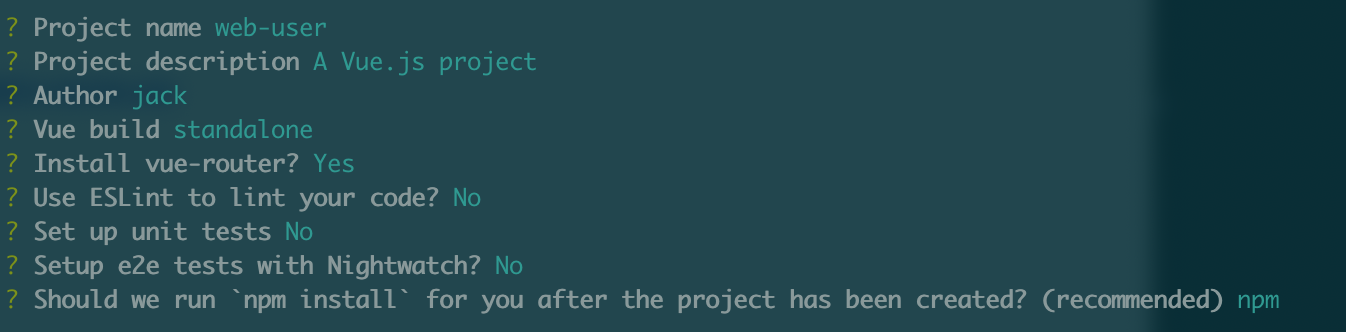 ? Project name web-user
? Project description A Vue.js project
? Author jack
? Vue build standalone
? Install vue-router? Yes
? Use ESLint to lint your code? No
? Set up unit tests No
? Setup e2e tests with Nightwatch? No
? Should we run `npm install` for you after the project has been created? (recommended) npm